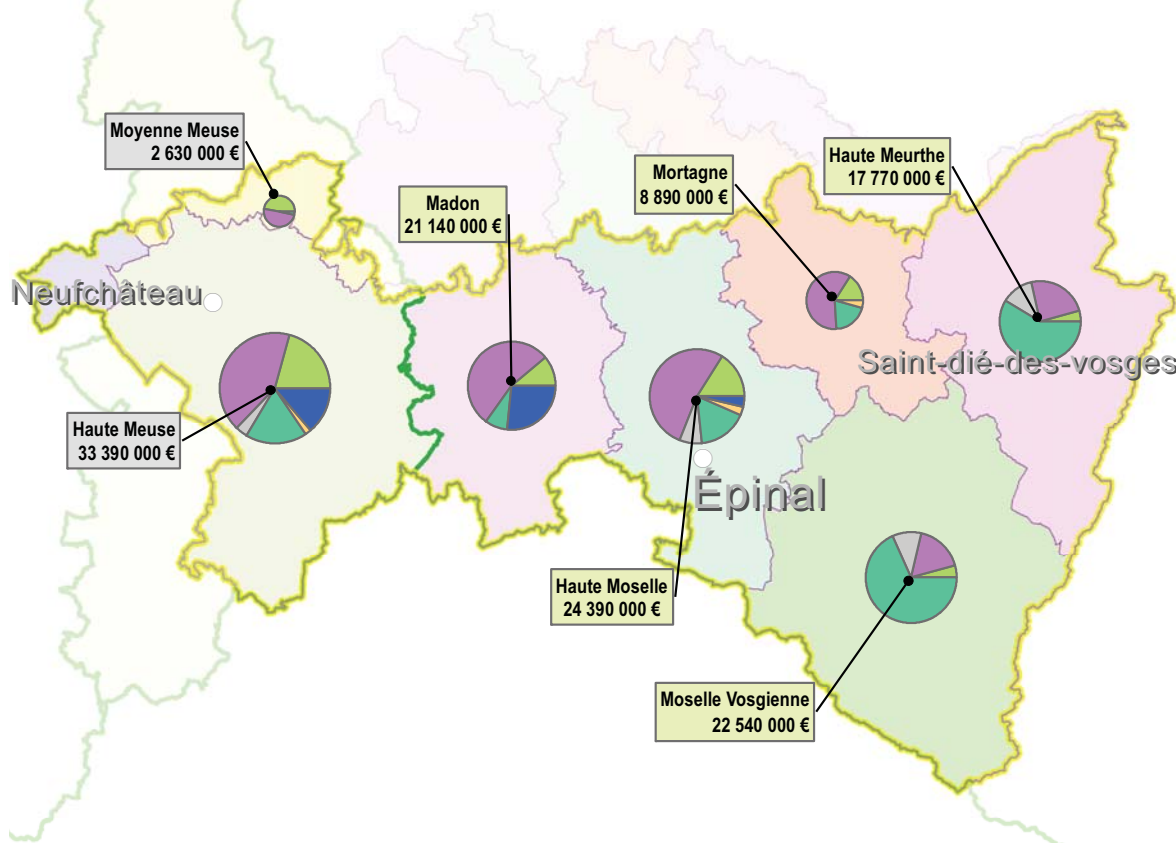 Moyenne Meuse
2 630 000 €
Haute Meurthe
17 770 000 €
Mortagne
8 890 000 €
Madon
21 140 000 €
Neufchâteau
Saint-dié-des-vosges
Haute Meuse
33 390 000 €
Épinal
Haute Moselle
24 390 000 €
Moselle Vosgienne
22 540 000 €